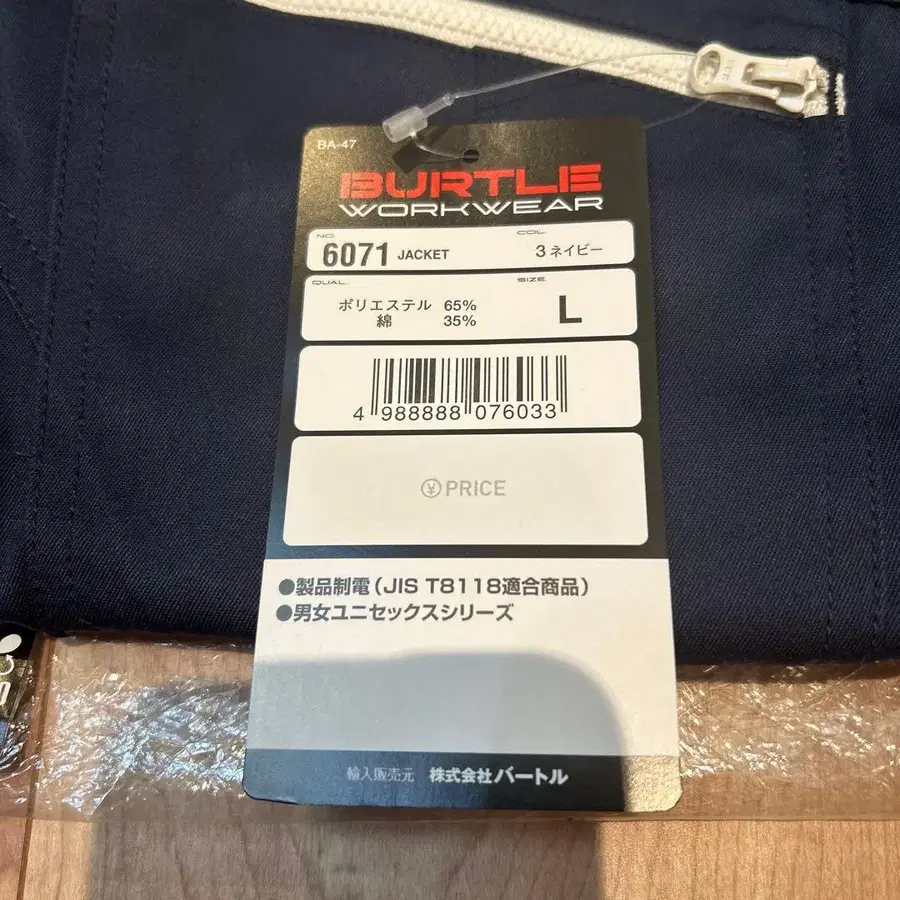 BA-47
BURTLE
WORKWEAR
NO. COL.
6071 JACKET 3 ネイビー
QUAL. SIZE
ポリエステル 65%
綿 35%
L
4 988888 076033
¥ PRICE
●製品制電(JIS T8118適合商品)
●男女ユニセックスシリーズ
輸入販売元 株式会社バートル